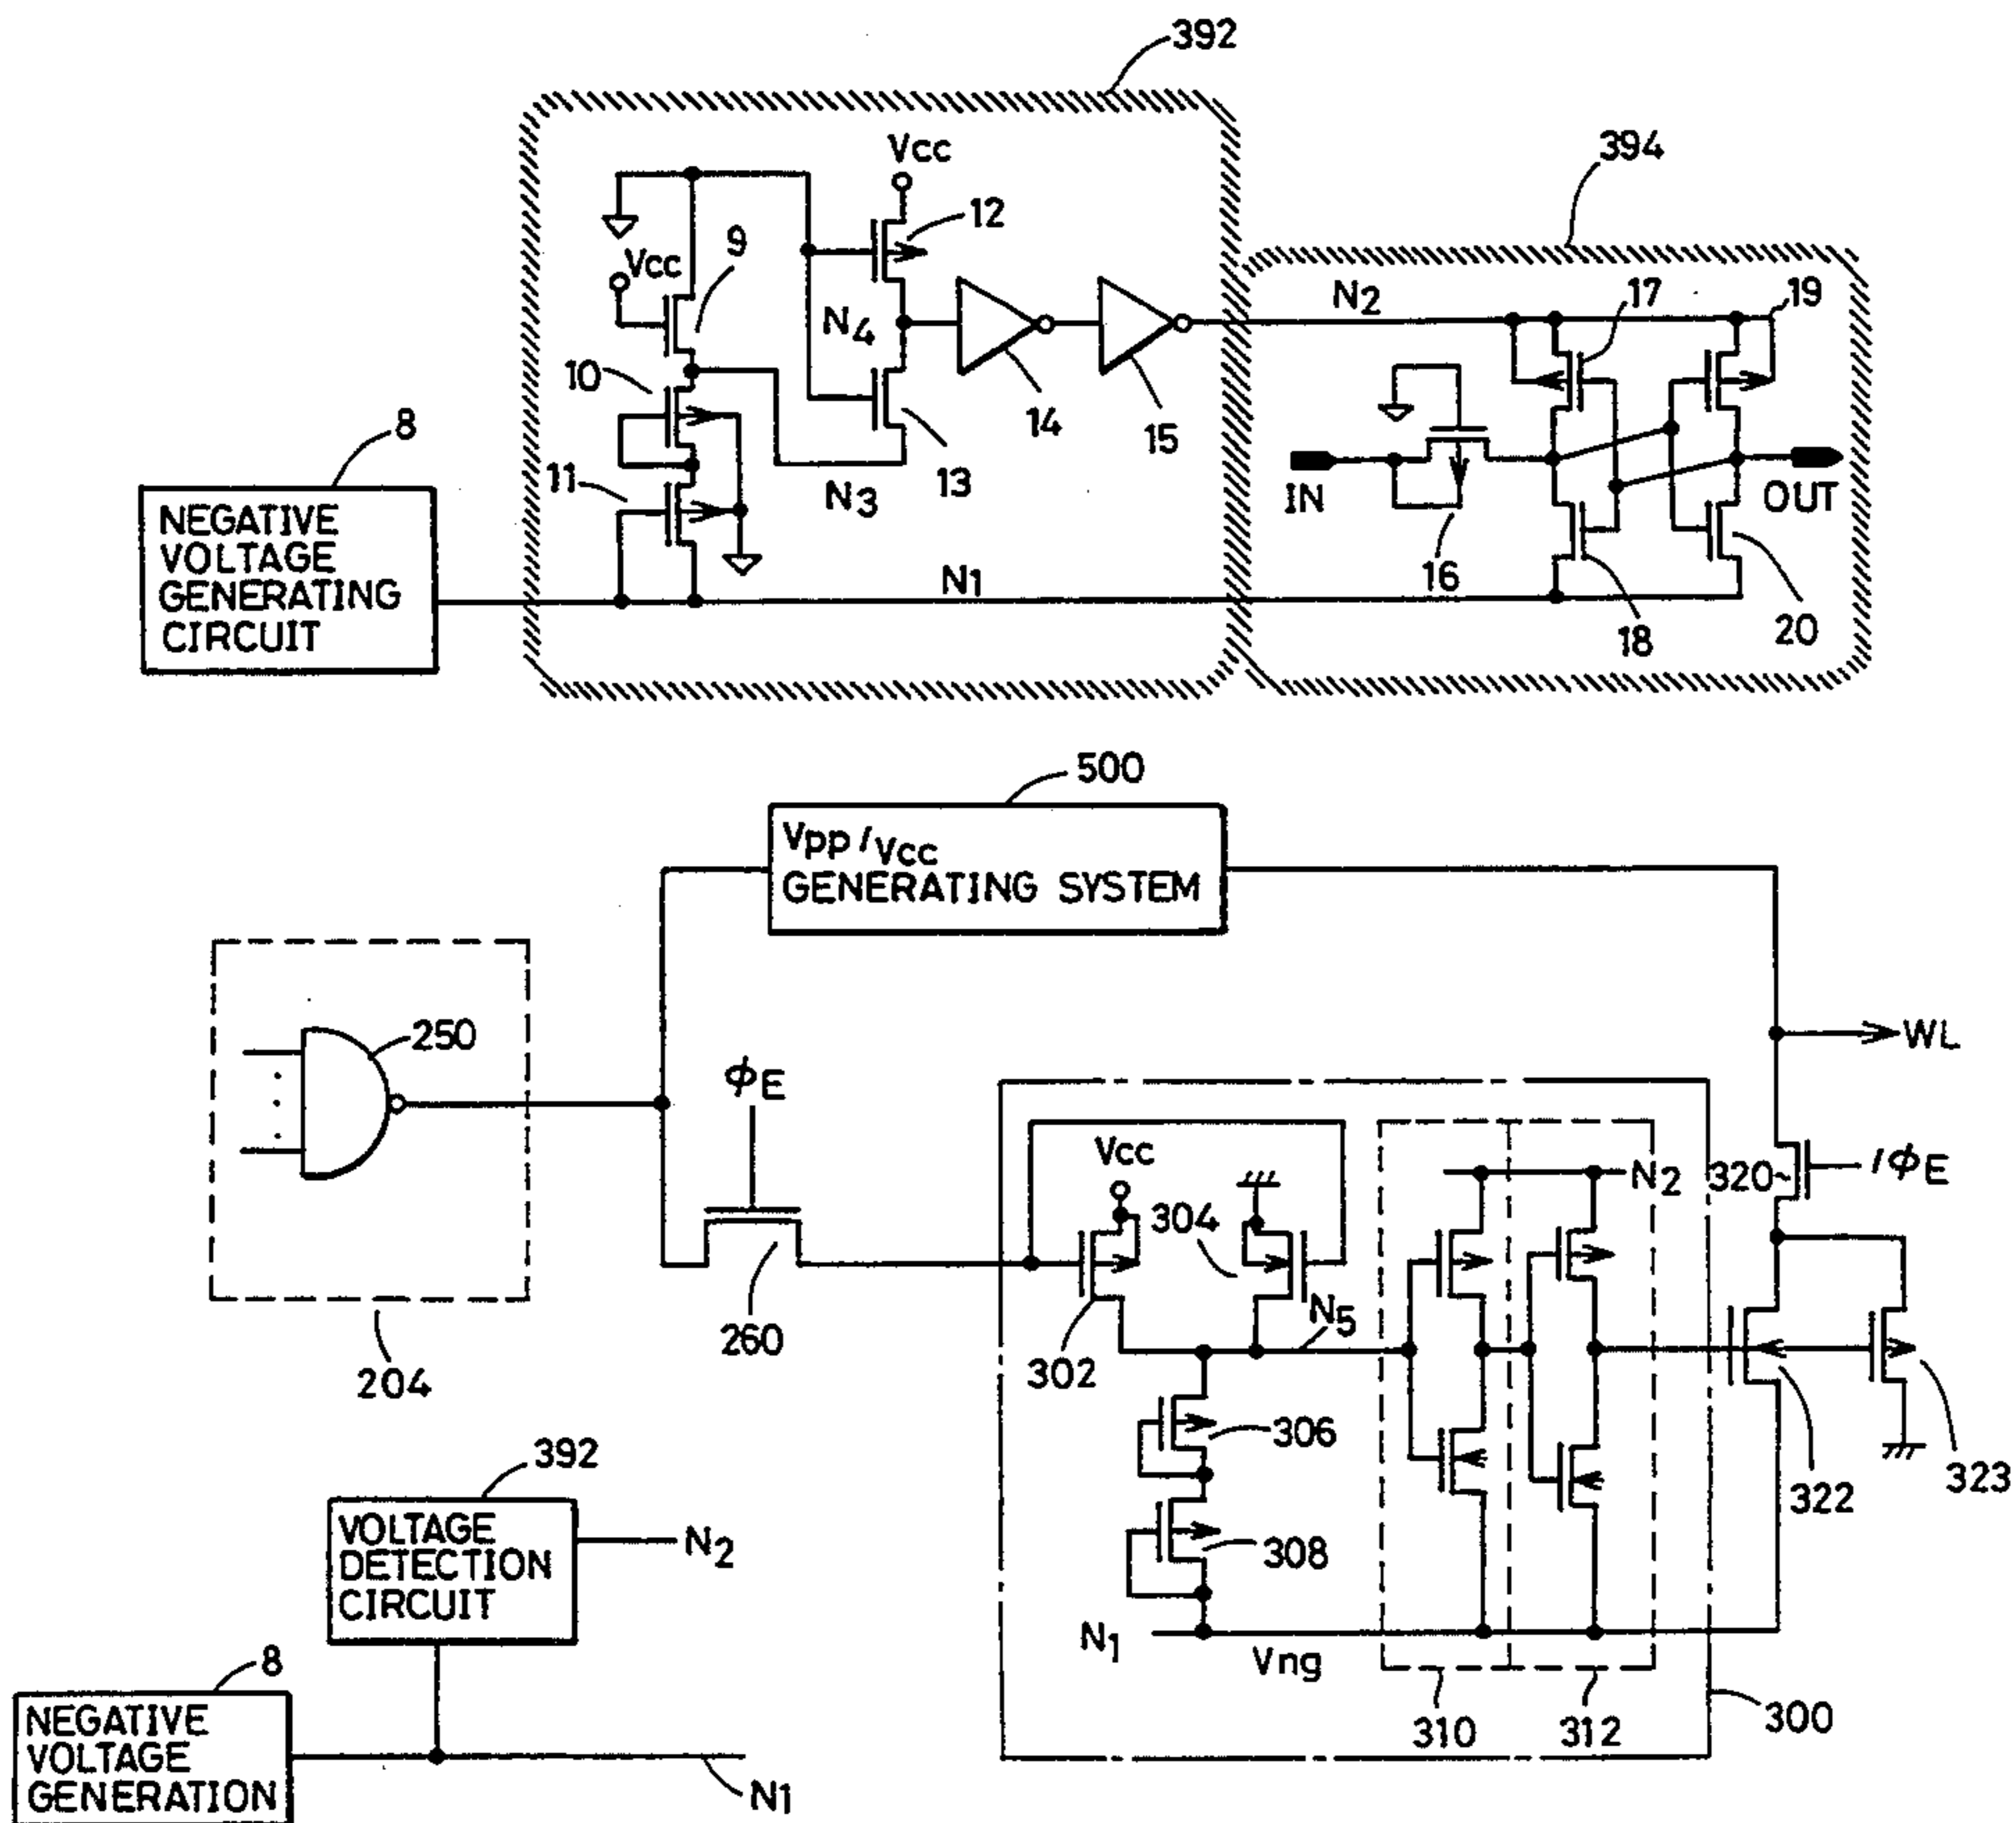 392
394
Vcc
12
9
Vcc
N4
10
14
15
13
N3
11
8
NEGATIVE
VOLTAGE
GENERATING
CIRCUIT
N1
N2
17
19
IN
OUT
16
18
20
500
Vpp/Vcc
GENERATING SYSTEM
250
204
φE
260
WL
/φE
320
Vcc
304
N2
302
N5
306
308
322
323
N1
Vng
310
312
300
392
VOLTAGE
DETECTION
CIRCUIT
N2
8
NEGATIVE
VOLTAGE
GENERATION
N1